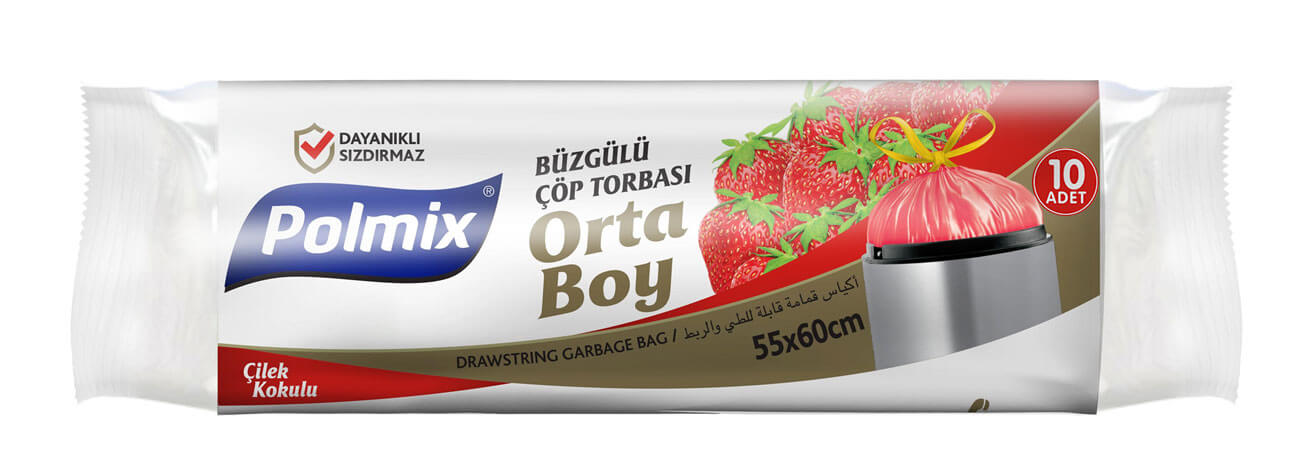 DAYANIKLI
SIZDIRMAZ
Polmix®
BÜZGÜLÜ
ÇÖP TORBASI
Orta
Boy
10
ADET
DRAWSTRING GARBAGE BAG / أكياس قمامة قابلة للطي والربط
55x60cm
Çilek
Kokulu